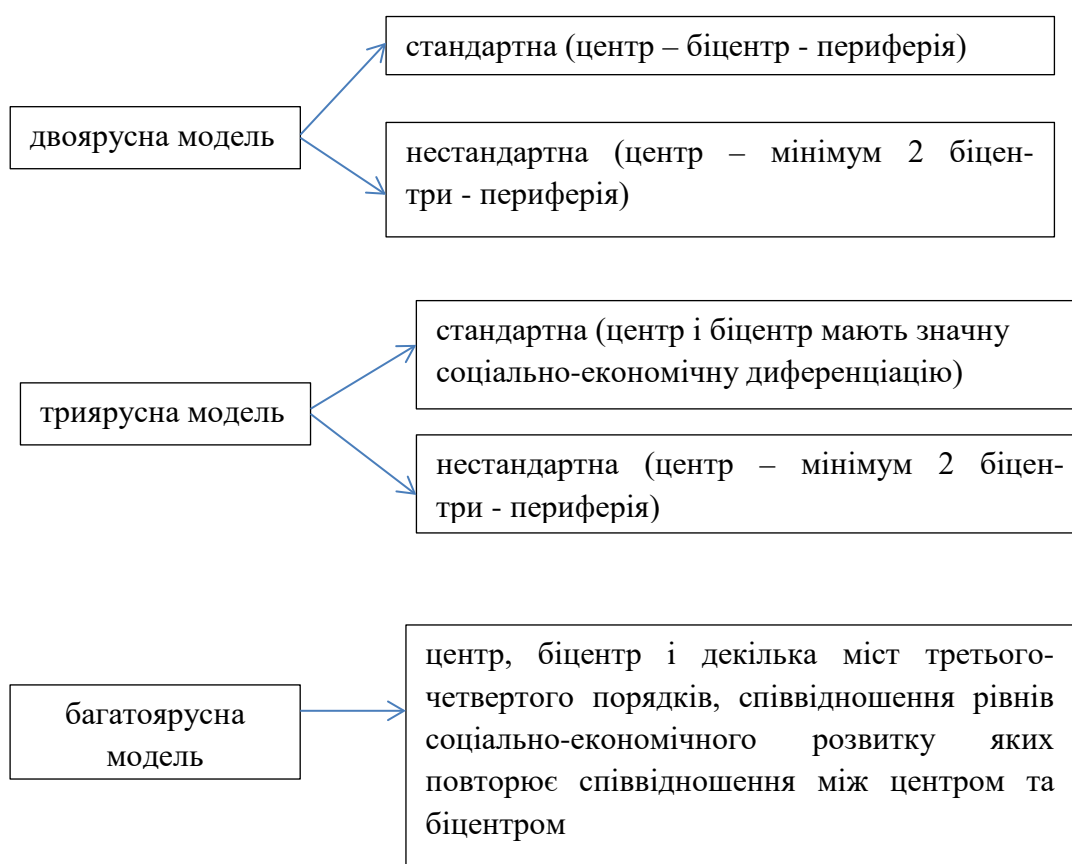 стандартна (центр – біцентр - периферія)
двоярусна модель
нестандартна (центр – мінімум 2 біцен-
три - периферія)
стандартна (центр і біцентр мають значну
соціально-економічну диференціацію)
триярусна модель
нестандартна (центр – мінімум 2 біцен-
три - периферія)
центр, біцентр і декілька міст третього-
четвертого порядків, співвідношення рівнів
соціально-економічного розвитку яких
повторює співвідношення між центром та
біцентром
багатоярусна
модель